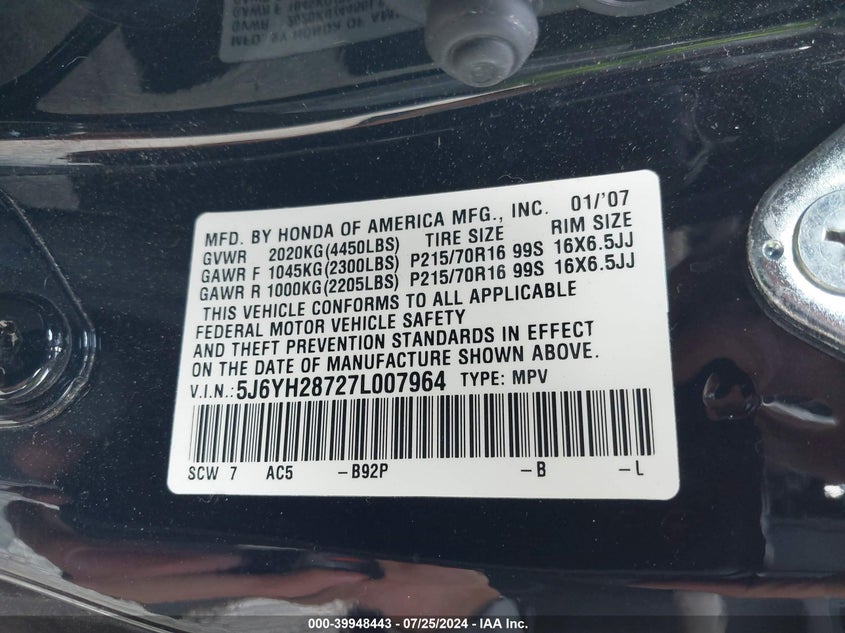 MFD. BY HONDA OF AMERICA MFG., INC. 01/'07
GVWR 2020KG(4450LBS) TIRE SIZE RIM SIZE
GAWR F 1045KG(2300LBS) P215/70R16 99S 16X6.5JJ
GAWR R 1000KG(2205LBS) P215/70R16 99S 16X6.5JJ
THIS VEHICLE CONFORMS TO ALL APPLICABLE
FEDERAL MOTOR VEHICLE SAFETY
AND THEFT PREVENTION STANDARDS IN EFFECT
ON THE DATE OF MANUFACTURE SHOWN ABOVE.
V.I.N.:5J6YH28727L007964 TYPE: MPV
SCW 7 AC5 -B92P -B -L
000-39948443 - 07/25/2024 - IAA Inc.